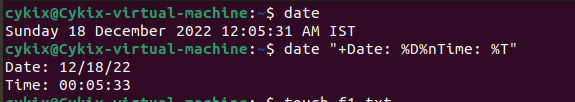 cykix@Cykix-virtual-machine:~$ date
Sunday 18 December 2022 12:05:31 AM IST
cykix@Cykix-virtual-machine:~$ date "+Date: %D%nTime: %T"
Date: 12/18/22
Time: 00:05:33
cykix@Cykix-virtual-machine:~$ touch f1.txt